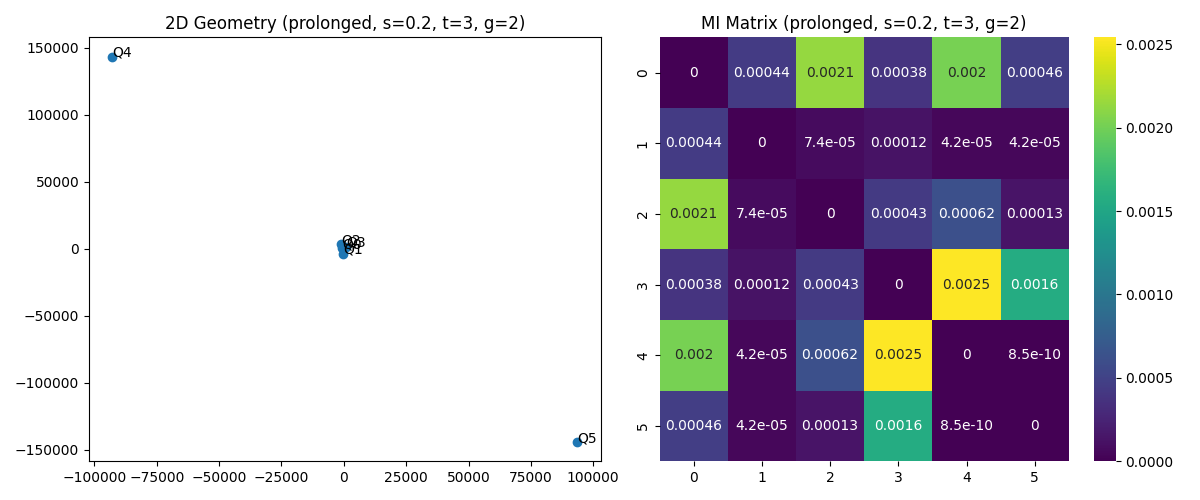 2D Geometry (prolonged, s=0.2, t=3, g=2)
150000
100000
50000
0
−50000
−100000
−150000
Q4
Q3
Q1
Q5
−100000 −75000 −50000 −25000 0 25000 50000 75000 100000
MI Matrix (prolonged, s=0.2, t=3, g=2)
0 0 0.00044 0.0021 0.00038 0.002 0.00046
1 0.00044 0 7.4e-05 0.00012 4.2e-05 4.2e-05
2 0.0021 7.4e-05 0 0.00043 0.00062 0.00013
3 0.00038 0.00012 0.00043 0 0.0025 0.0016
4 0.002 4.2e-05 0.00062 0.0025 0 8.5e-10
5 0.00046 4.2e-05 0.00013 0.0016 8.5e-10 0
0 1 2 3 4 5
0.0025
0.0020
0.0015
0.0010
0.0005
0.0000